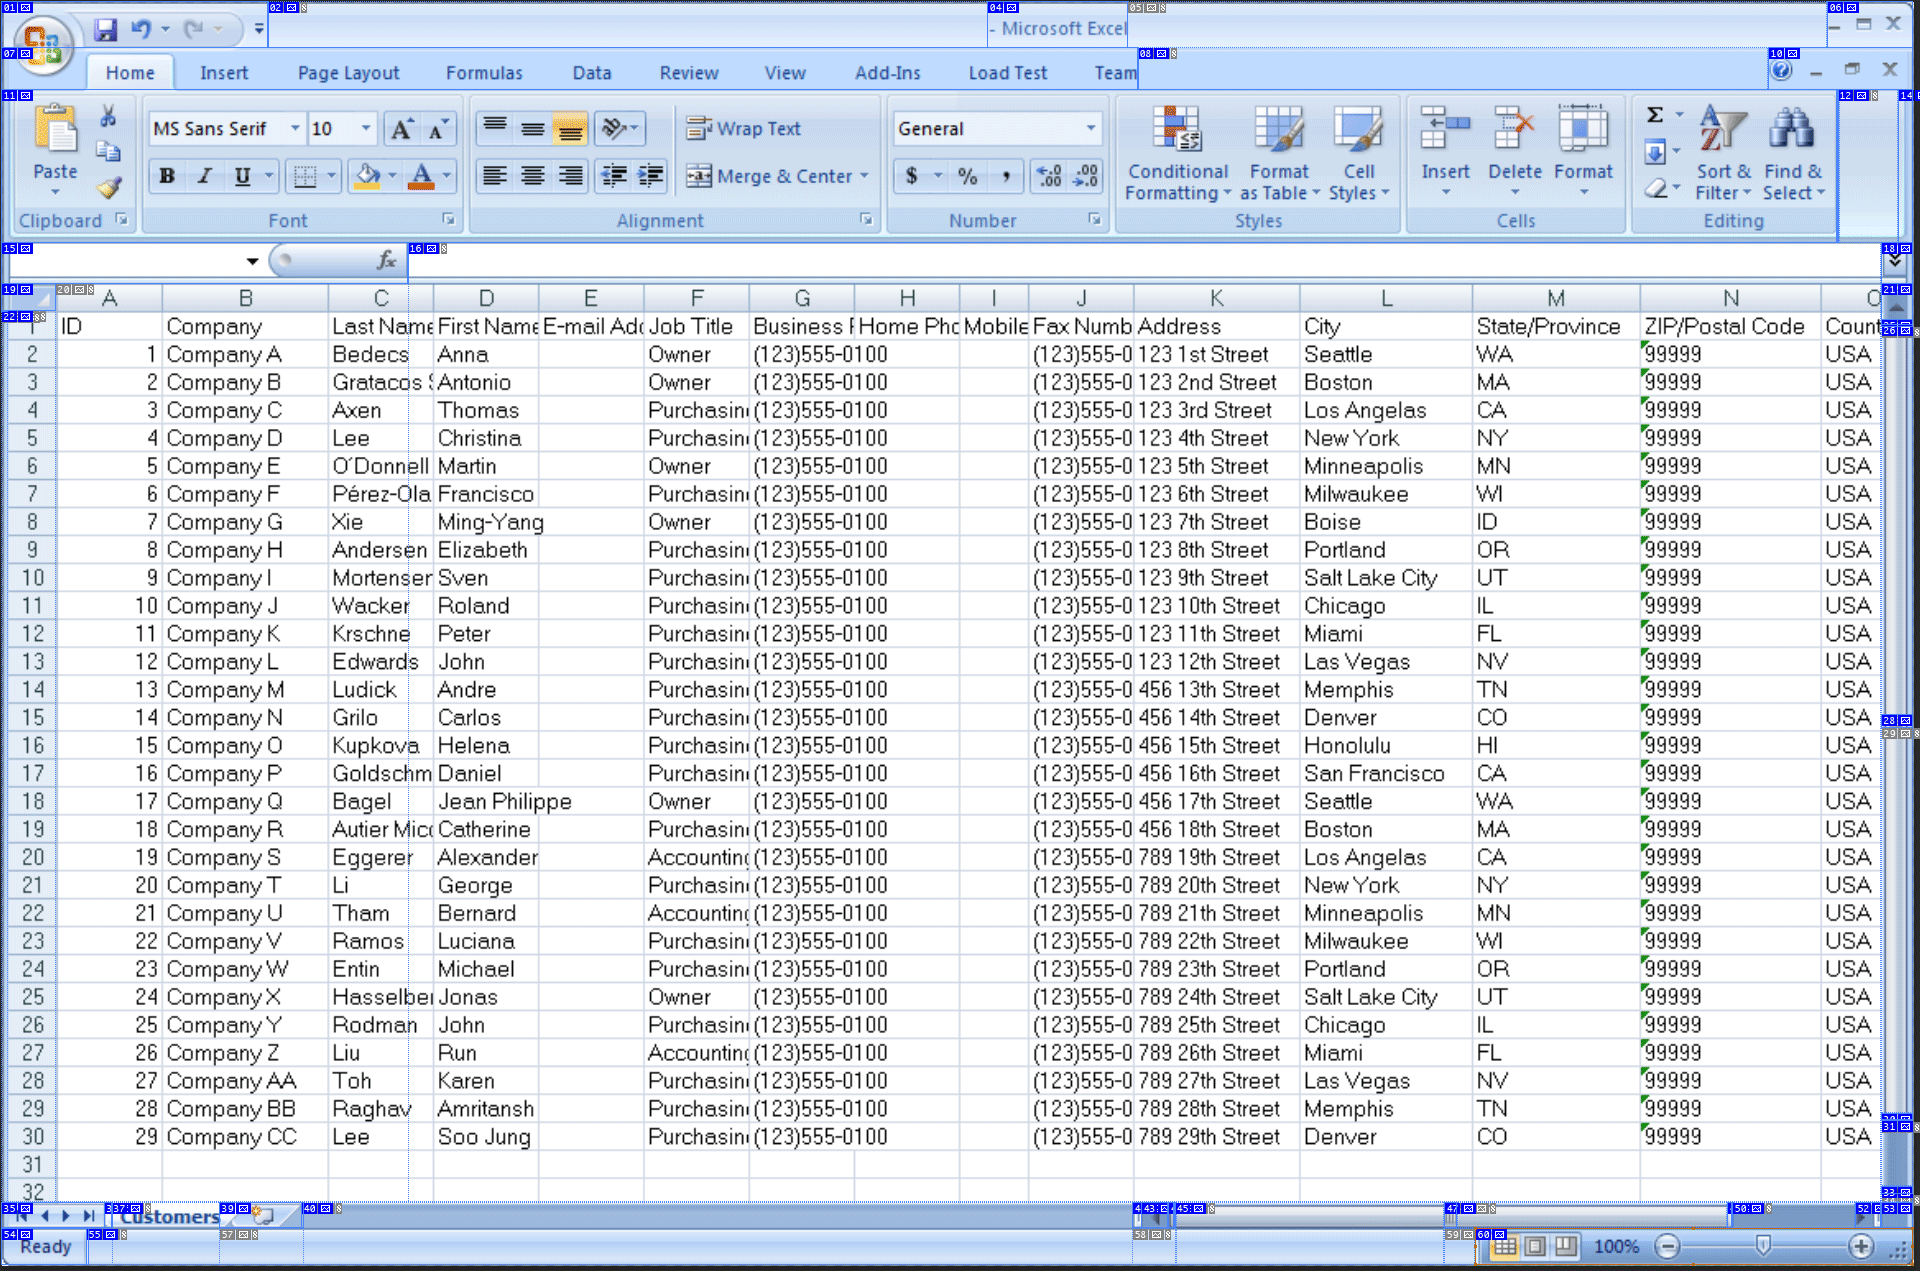 - Microsoft Excel
Home Insert Page Layout Formulas Data Review View Add-Ins Load Test Team
MS Sans Serif 10 Wrap Text General
Paste B I U Merge & Center $ % , Conditional Formatting Format as Table Cell Styles Insert Delete Format Sort & Filter Find & Select
Clipboard Font Alignment Number Styles Cells Editing
fx
A B C D E F G H I J K L M N
1 ID Company Last Name First Name E-mail Add Job Title Business Home Pho Mobile Fax Numb Address City State/Province ZIP/Postal Code Count
2 1 Company A Bedecs Anna Owner (123)555-0100 (123)555-0 123 1st Street Seattle WA 99999 USA
3 2 Company B Gratacos Antonio Owner (123)555-0100 (123)555-0 123 2nd Street Boston MA 99999 USA
4 3 Company C Axen Thomas Purchasin (123)555-0100 (123)555-0 123 3rd Street Los Angelas CA 99999 USA
5 4 Company D Lee Christina Purchasin (123)555-0100 (123)555-0 123 4th Street New York NY 99999 USA
6 5 Company E O'Donnell Martin Owner (123)555-0100 (123)555-0 123 5th Street Minneapolis MN 99999 USA
7 6 Company F Pérez-Ola Francisco Purchasin (123)555-0100 (123)555-0 123 6th Street Milwaukee WI 99999 USA
8 7 Company G Xie Ming-Yang Owner (123)555-0100 (123)555-0 123 7th Street Boise ID 99999 USA
9 8 Company H Andersen Elizabeth Purchasin (123)555-0100 (123)555-0 123 8th Street Portland OR 99999 USA
10 9 Company I Mortensen Sven Purchasin (123)555-0100 (123)555-0 123 9th Street Salt Lake City UT 99999 USA
11 10 Company J Wacker Roland Purchasin (123)555-0100 (123)555-0 123 10th Street Chicago IL 99999 USA
12 11 Company K Krschne Peter Purchasin (123)555-0100 (123)555-0 123 11th Street Miami FL 99999 USA
13 12 Company L Edwards John Purchasin (123)555-0100 (123)555-0 123 12th Street Las Vegas NV 99999 USA
14 13 Company M Ludick Andre Purchasin (123)555-0100 (123)555-0 456 13th Street Memphis TN 99999 USA
15 14 Company N Grilo Carlos Purchasin (123)555-0100 (123)555-0 456 14th Street Denver CO 99999 USA
16 15 Company O Kupkova Helena Purchasin (123)555-0100 (123)555-0 456 15th Street Honolulu HI 99999 USA
17 16 Company P Goldschm Daniel Purchasin (123)555-0100 (123)555-0 456 16th Street San Francisco CA 99999 USA
18 17 Company Q Bagel Jean Philippe Owner (123)555-0100 (123)555-0 456 17th Street Seattle WA 99999 USA
19 18 Company R Autier Mico Catherine Purchasin (123)555-0100 (123)555-0 456 18th Street Boston MA 99999 USA
20 19 Company S Eggerer Alexander Accounting (123)555-0100 (123)555-0 789 19th Street Los Angelas CA 99999 USA
21 20 Company T Li George Purchasin (123)555-0100 (123)555-0 789 20th Street New York NY 99999 USA
22 21 Company U Tham Bernard Accounting (123)555-0100 (123)555-0 789 21th Street Minneapolis MN 99999 USA
23 22 Company V Ramos Luciana Purchasin (123)555-0100 (123)555-0 789 22th Street Milwaukee WI 99999 USA
24 23 Company W Entin Michael Purchasin (123)555-0100 (123)555-0 789 23th Street Portland OR 99999 USA
25 24 Company X Hasselber Jonas Owner (123)555-0100 (123)555-0 789 24th Street Salt Lake City UT 99999 USA
26 25 Company Y Rodman John Purchasin (123)555-0100 (123)555-0 789 25th Street Chicago IL 99999 USA
27 26 Company Z Liu Run Accounting (123)555-0100 (123)555-0 789 26th Street Miami FL 99999 USA
28 27 Company AA Toh Karen Purchasin (123)555-0100 (123)555-0 789 27th Street Las Vegas NV 99999 USA
29 28 Company BB Raghav Amritansh Purchasin (123)555-0100 (123)555-0 789 28th Street Memphis TN 99999 USA
30 29 Company CC Lee Soo Jung Purchasin (123)555-0100 (123)555-0 789 29th Street Denver CO 99999 USA
31
32
Customers
Ready 100%